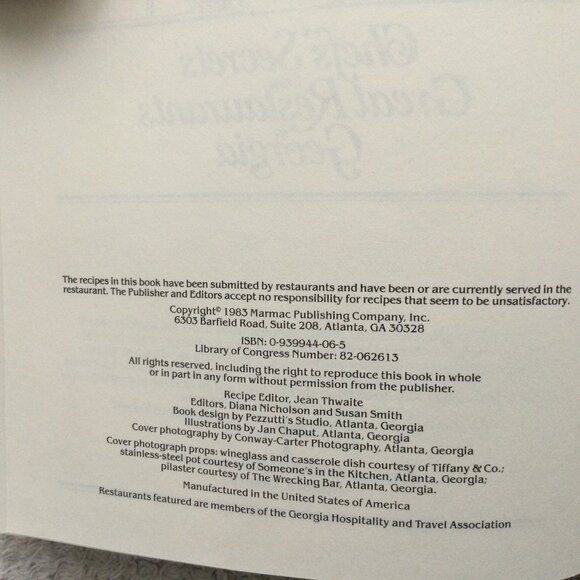 Chefs' Secrets
Great Restaurants
Georgia
The recipes in this book have been submitted by restaurants and have been or are currently served in the
restaurant. The Publisher and Editors accept no responsibility for recipes that seem to be unsatisfactory.
Copyright© 1983 Marmac Publishing Company, Inc.
6303 Barfield Road, Suite 208, Atlanta, GA 30328
ISBN: 0-939944-06-5
Library of Congress Number: 82-062613
All rights reserved, including the right to reproduce this book in whole
or in part in any form without permission from the publisher.
Recipe Editor, Jean Thwaite
Editors, Diana Nicholson and Susan Smith
Book design by Pezzutti's Studio, Atlanta, Georgia
Illustrations by Jan Chaput, Atlanta, Georgia
Cover photography by Conway-Carter Photography, Atlanta, Georgia
Cover photograph props: wineglass and casserole dish courtesy of Tiffany & Co.;
stainless-steel pot courtesy of Someone's in the Kitchen, Atlanta, Georgia;
pilaster courtesy of The Wrecking Bar, Atlanta, Georgia.
Manufactured in the United States of America
Restaurants featured are members of the Georgia Hospitality and Travel Association